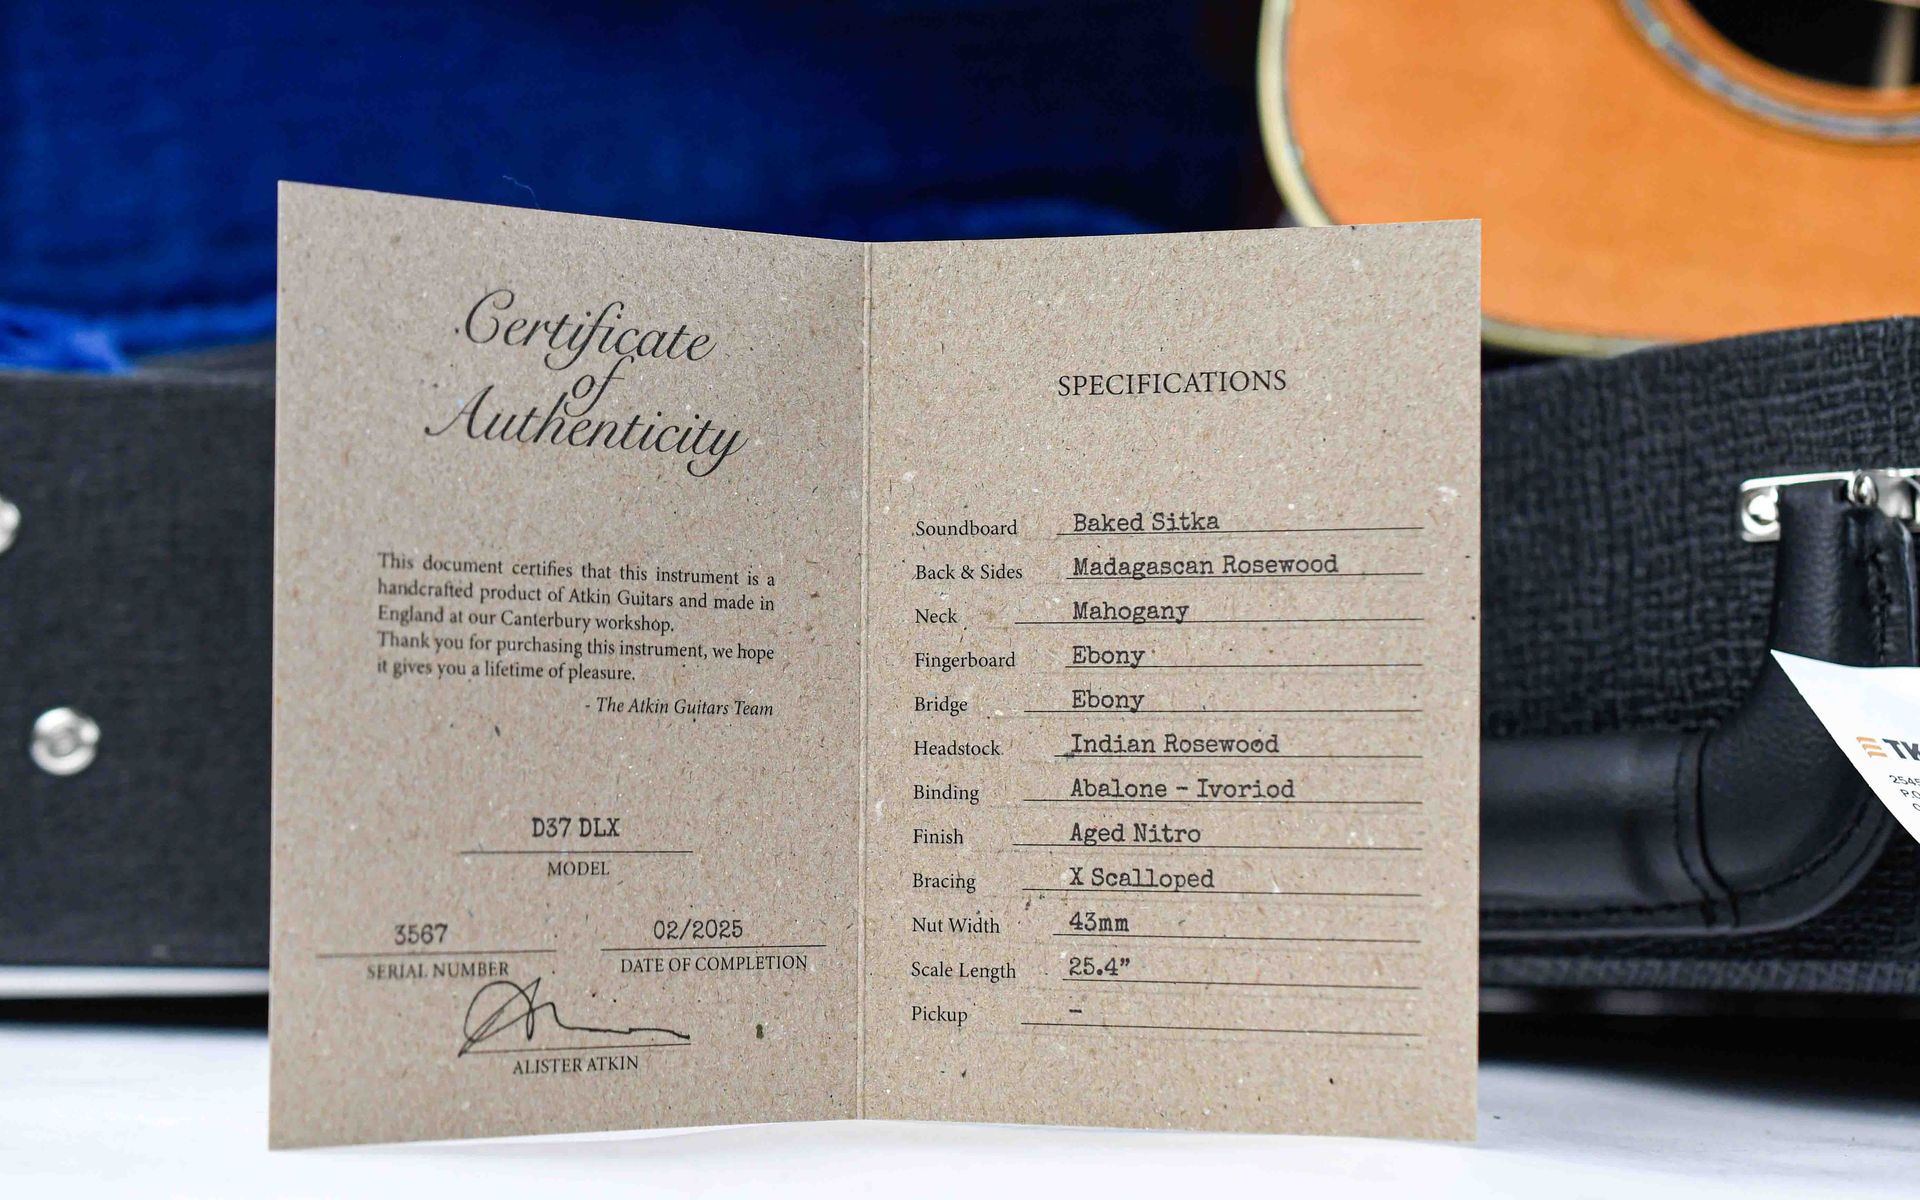 Certificate
of
Authenticity
This document certifies that this instrument is a
handcrafted product of Atkin Guitars and made in
England at our Canterbury workshop.
Thank you for purchasing this instrument, we hope
it gives you a lifetime of pleasure.
- The Atkin Guitars Team
D37 DLX
MODEL
3567
SERIAL NUMBER
02/2025
DATE OF COMPLETION
ALISTER ATKIN
SPECIFICATIONS
Soundboard Baked Sitka
Back & Sides Madagascan Rosewood
Neck Mahogany
Fingerboard Ebony
Bridge Ebony
Headstock Indian Rosewood
Binding Abalone - Ivoriod
Finish Aged Nitro
Bracing X Scalloped
Nut Width 43mm
Scale Length 25.4”
Pickup -